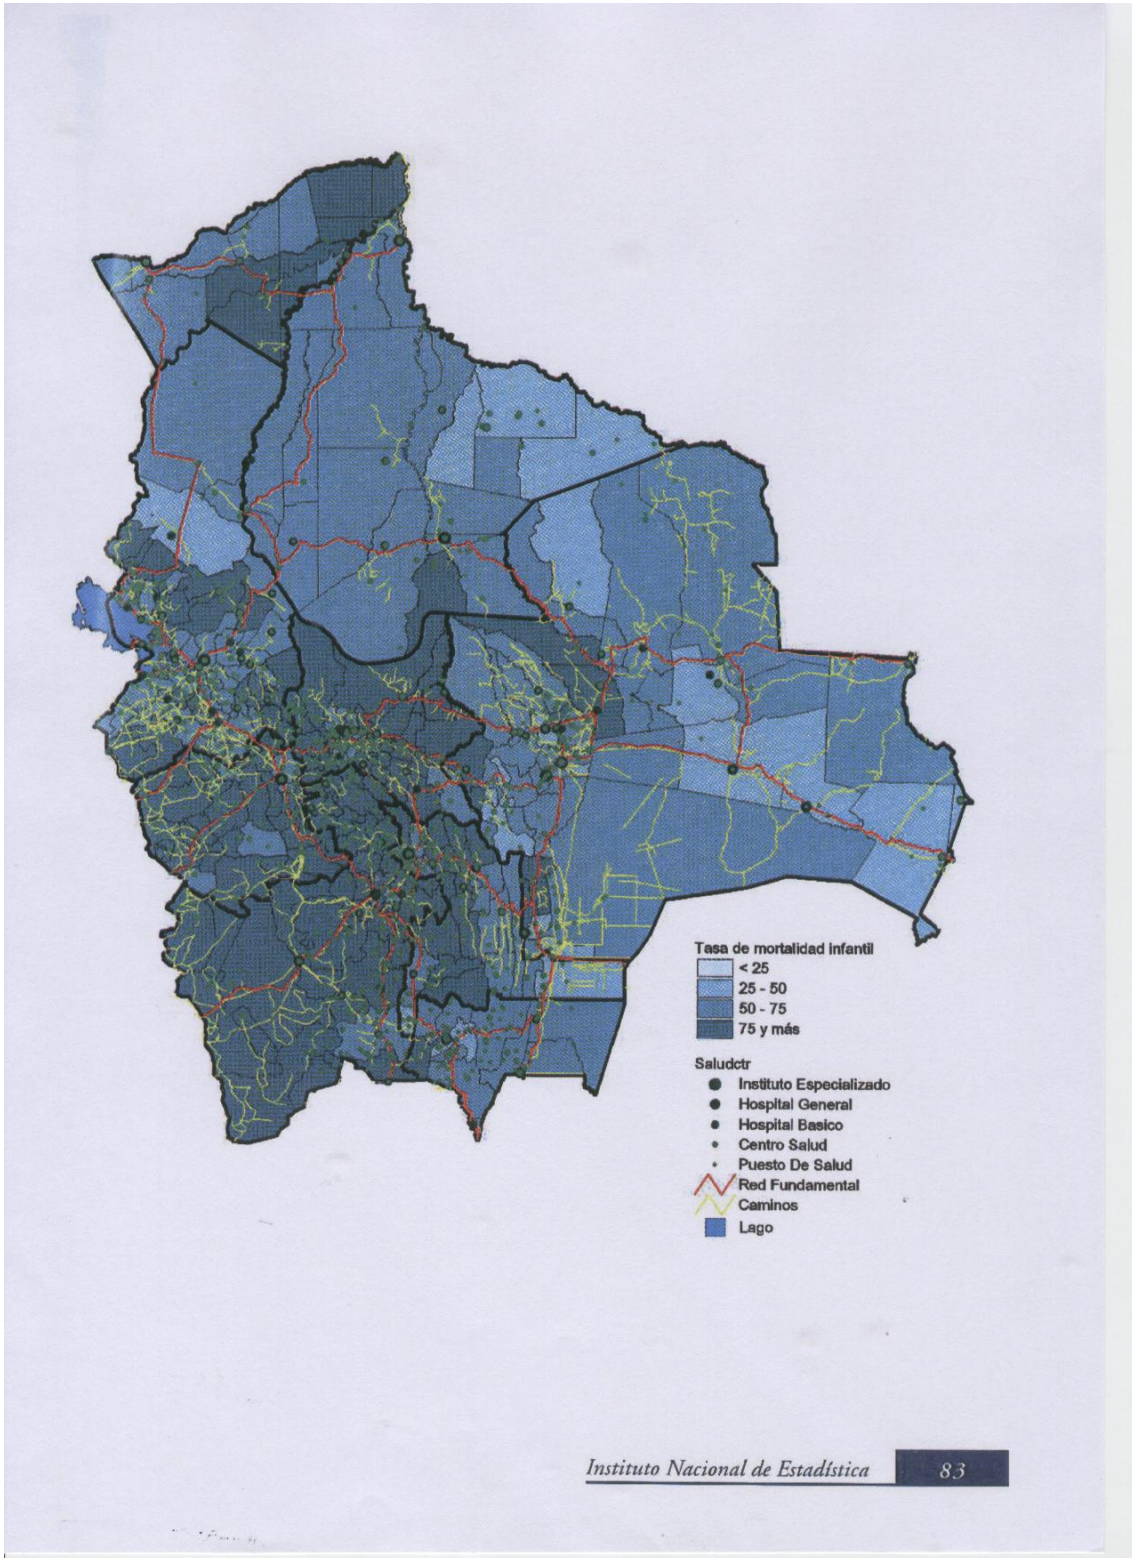 Tasa de mortalidad infantil
< 25
25 - 50
50 - 75
75 y más
Saludctr
Instituto Especializado
Hospital General
Hospital Basico
Centro Salud
Puesto De Salud
Red Fundamental
Caminos
Lago
Instituto Nacional de Estadística 83